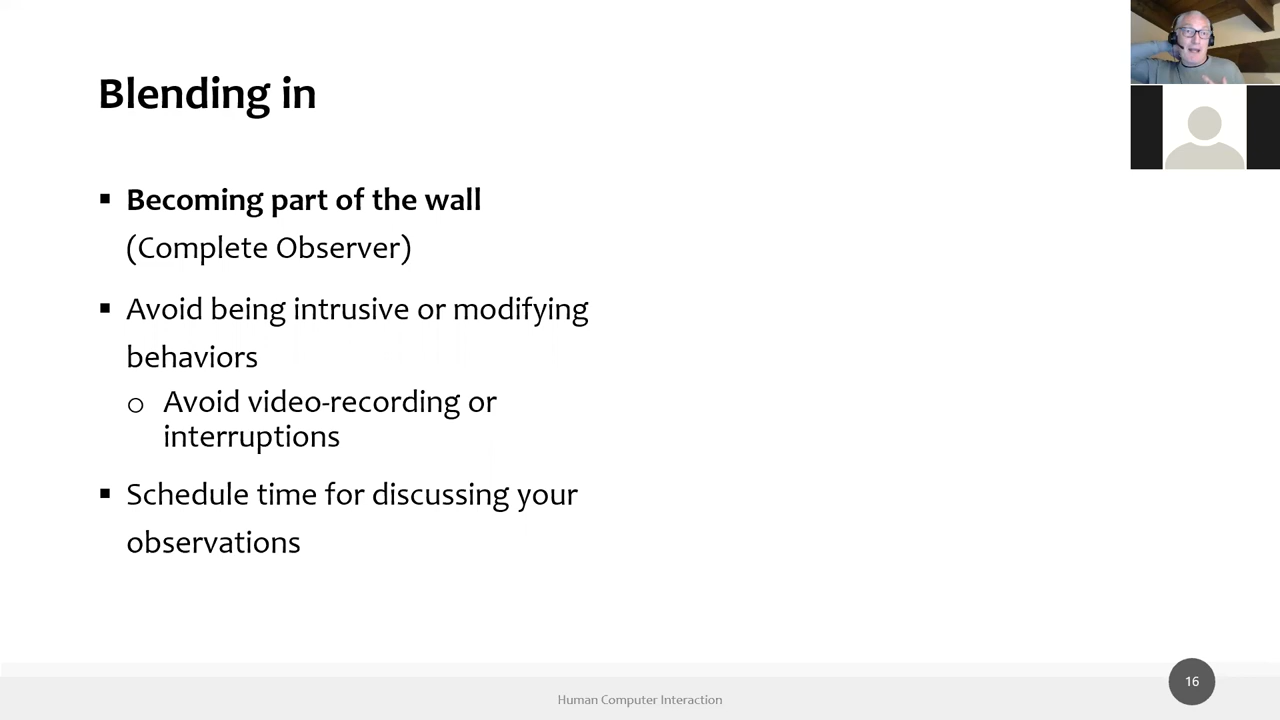 Blending in
▪ Becoming part of the wall
(Complete Observer)
▪ Avoid being intrusive or modifying
behaviors
o Avoid video-recording or
interruptions
▪ Schedule time for discussing your
observations
Human Computer Interaction
16